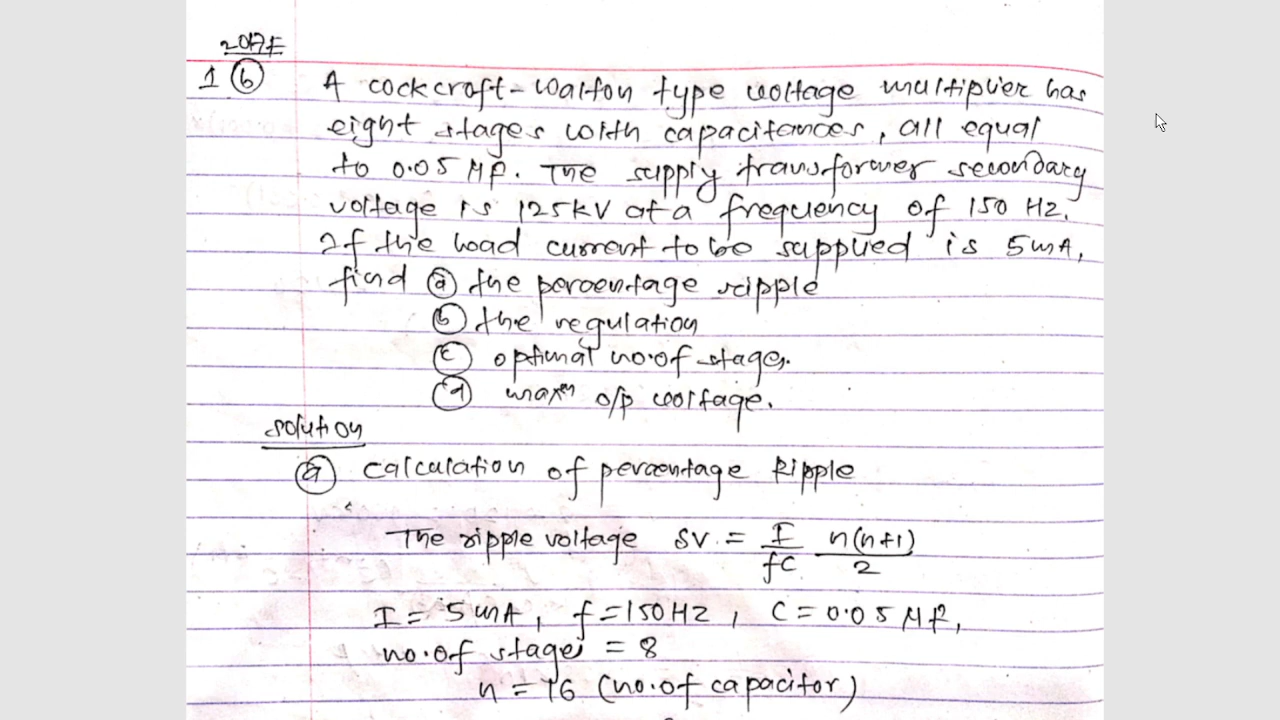 2017F
1 (b) A cockcroft-walton type voltage multiplier has
eight stages with capacitances, all equal
to 0.05 μf. The supply transformer secondary
voltage is 125kV at a frequency of 150 Hz.
If the load current to be supplied is 5mA,
find (a) the percentage ripple
(b) the regulation
(c) optimal no.of stages.
(d) maxm o/p voltage.
solution
(a) calculation of percentage Ripple
The ripple voltage δV = I/fC n(n+1)/2
I = 5mA, f = 150HZ, C = 0.05 μf,
no.of stage = 8
n = 16 (no.of capacitor)